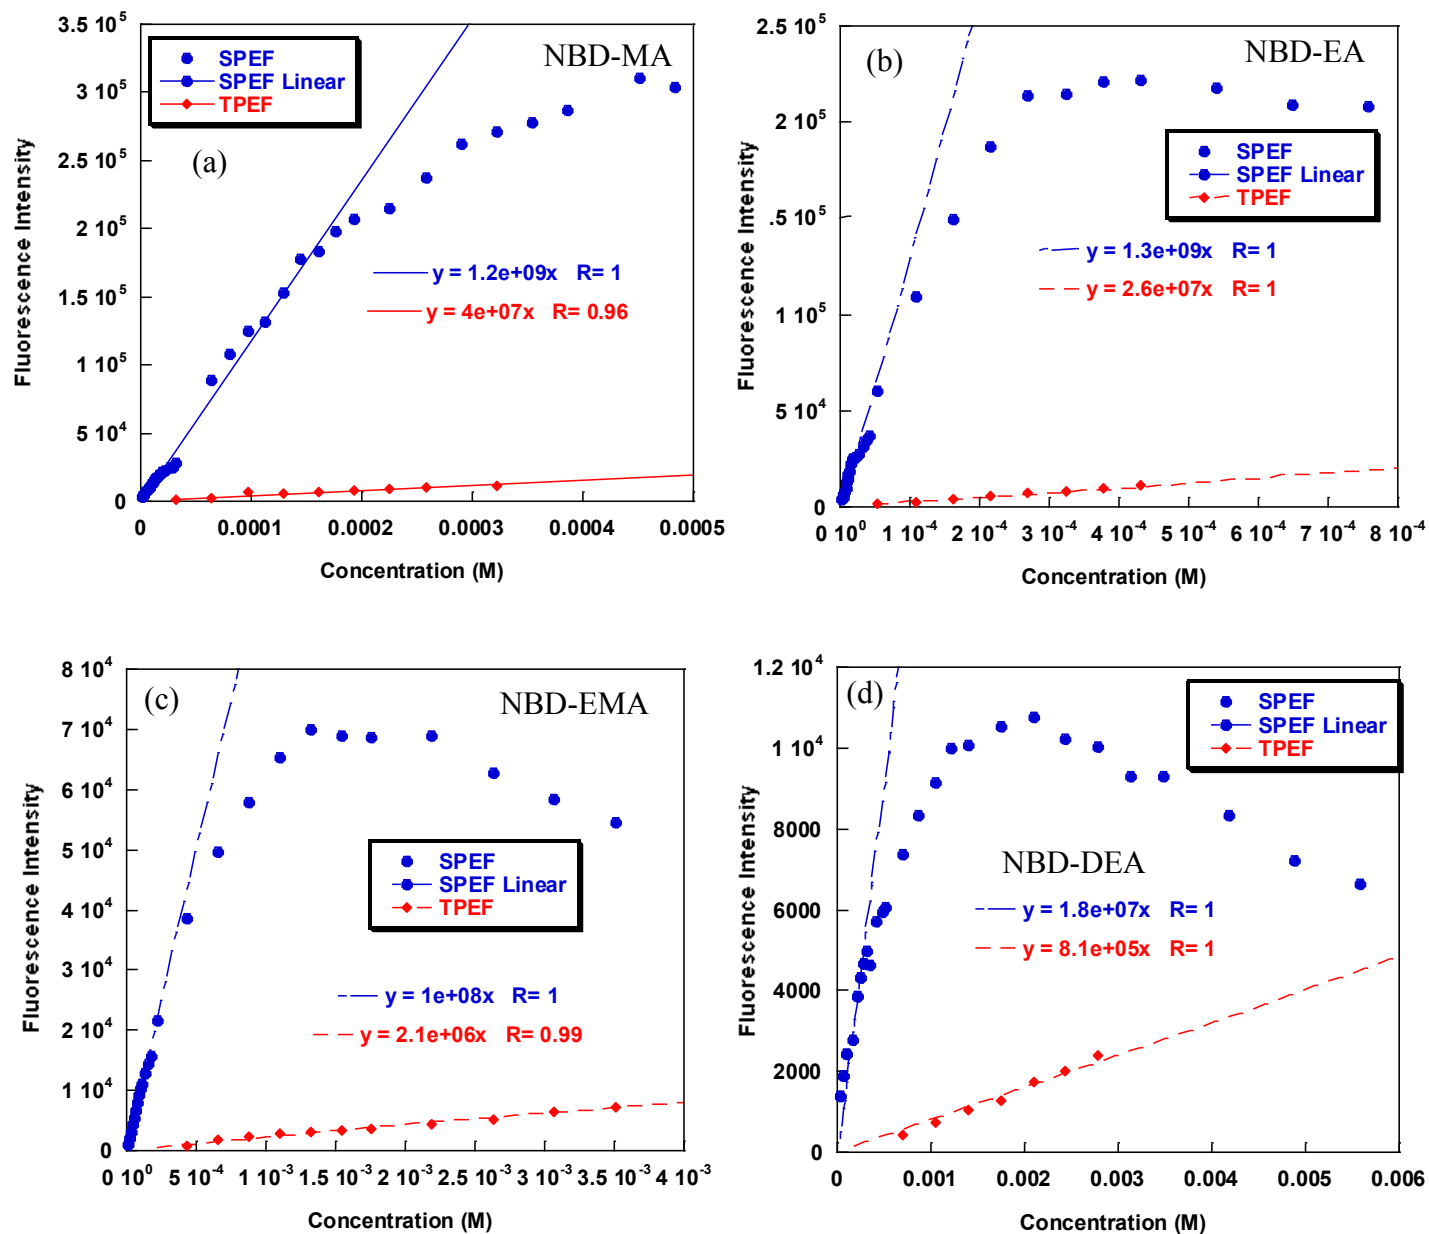 3.5 10⁵
3 10⁵
2.5 10⁵
2 10⁵
1.5 10⁵
1 10⁵
5 10⁴
0
Fluorescence Intensity
SPEF
SPEF Linear
TPEF
NBD-MA
(a)
y = 1.2e+09x R= 1
y = 4e+07x R= 0.96
0 0.0001 0.0002 0.0003 0.0004 0.0005
Concentration (M)
2.5 10⁵
2 10⁵
.5 10⁵
1 10⁵
5 10⁴
0
Fluorescence Intensity
(b)
NBD-EA
SPEF
SPEF Linear
TPEF
y = 1.3e+09x R= 1
y = 2.6e+07x R= 1
0 10⁰ 1 10⁻⁴ 2 10⁻⁴ 3 10⁻⁴ 4 10⁻⁴ 5 10⁻⁴ 6 10⁻⁴ 7 10⁻⁴ 8 10⁻⁴
Concentration (M)
8 10⁴
7 10⁴
6 10⁴
5 10⁴
4 10⁴
3 10⁴
2 10⁴
1 10⁴
0
Fluorescence Intensity
(c)
NBD-EMA
SPEF
SPEF Linear
TPEF
y = 1e+08x R= 1
y = 2.1e+06x R= 0.99
0 10⁰ 5 10⁻⁴ 1 10⁻³ 1.5 10⁻³ 2 10⁻³ 2.5 10⁻³ 3 10⁻³ 3.5 10⁻³ 4 10⁻³
Concentration (M)
1.2 10⁴
1 10⁴
8000
6000
4000
2000
0
Fluorescence Intensity
(d)
SPEF
SPEF Linear
TPEF
NBD-DEA
y = 1.8e+07x R= 1
y = 8.1e+05x R= 1
0 0.001 0.002 0.003 0.004 0.005 0.006
Concentration (M)